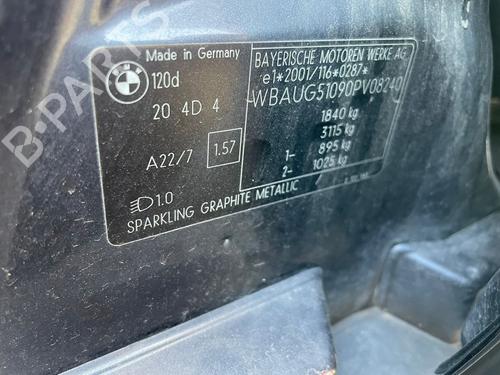 Made in Germany
BMW
120d
20 4D 4
A22/7 1.57
1.0
SPARKLING GRAPHITE METALLIC
BAYERISCHE MOTOREN WERKE AG
e1*2001/116*0287*
WBAUG51090PV08240
1840 kg
3115 kg
1- 895 kg
2- 1025 kg
B-PARTS